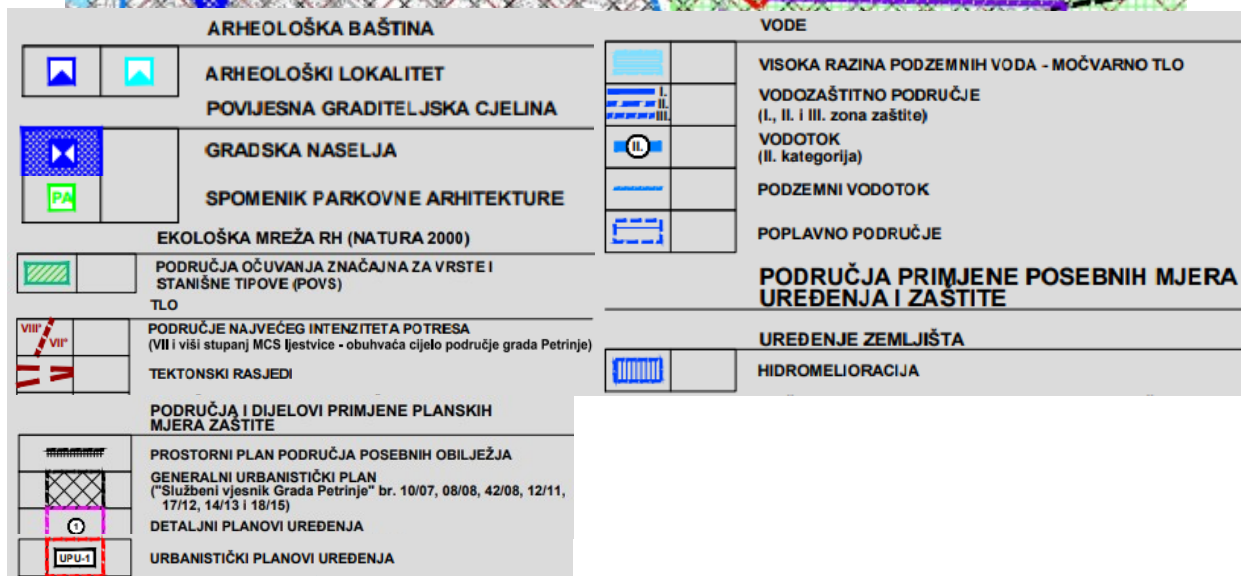 ARHEOLOŠKA BAŠTINA
ARHEOLOŠKI LOKALITET
POVIJESNA GRADITELJSKA CJELINA
GRADSKA NASELJA
PA
SPOMENIK PARKOVNE ARHITEKTURE
EKOLOŠKA MREŽA RH (NATURA 2000)
PODRUČJA OČUVANJA ZNAČAJNA ZA VRSTE I
STANIŠNE TIPOVE (POVS)
TLO
VIII° VII°
PODRUČJE NAJVEĆEG INTENZITETA POTRESA
(VII i viši stupanj MCS ljestvice - obuhvaća cijelo područje grada Petrinje)
TEKTONSKI RASJEDI
PODRUČJA I DIJELOVI PRIMJENE PLANSKIH
MJERA ZAŠTITE
PROSTORNI PLAN PODRUČJA POSEBNIH OBILJEŽJA
GENERALNI URBANISTIČKI PLAN
("Službeni vjesnik Grada Petrinje" br. 10/07, 08/08, 42/08, 12/11,
17/12, 14/13 i 18/15)
1
DETALJNI PLANOVI UREĐENJA
UPU-1
URBANISTIČKI PLANOVI UREĐENJA
VODE
VISOKA RAZINA PODZEMNIH VODA - MOČVARNO TLO
I.
II.
III.
VODOZAŠTITNO PODRUČJE
(I., II. i III. zona zaštite)
II.
VODOTOK
(II. kategorija)
PODZEMNI VODOTOK
POPLAVNO PODRUČJE
PODRUČJA PRIMJENE POSEBNIH MJERA
UREĐENJA I ZAŠTITE
UREĐENJE ZEMLJIŠTA
HIDROMELIORACIJA